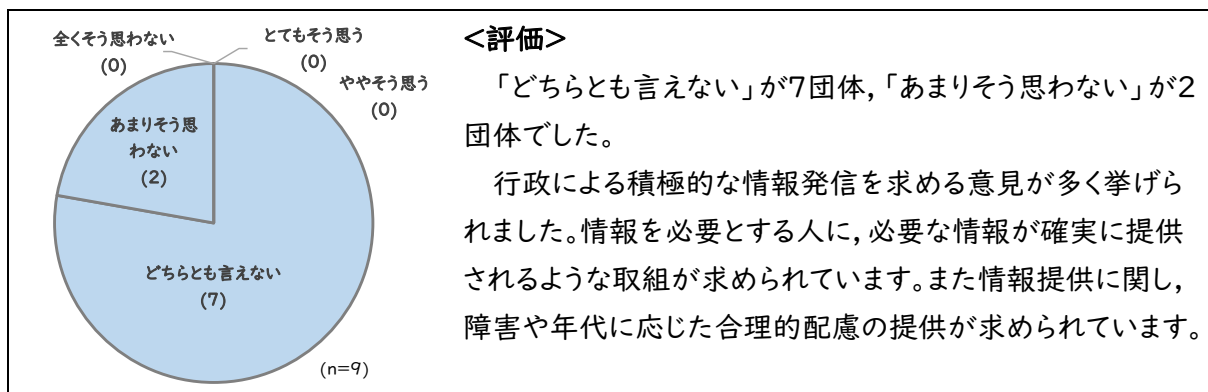 全くそう思わない
(0)
とてもそう思う
(0)
ややそう思う
(0)
あまりそう思
わない
(2)
どちらとも言えない
(7)
(n=9)
<評価>
「どちらとも言えない」が7団体,「あまりそう思わない」が2
団体でした。
行政による積極的な情報発信を求める意見が多く挙げら
れました。情報を必要とする人に,必要な情報が確実に提供
されるような取組が求められています。また情報提供に関し,
障害や年代に応じた合理的配慮の提供が求められています。